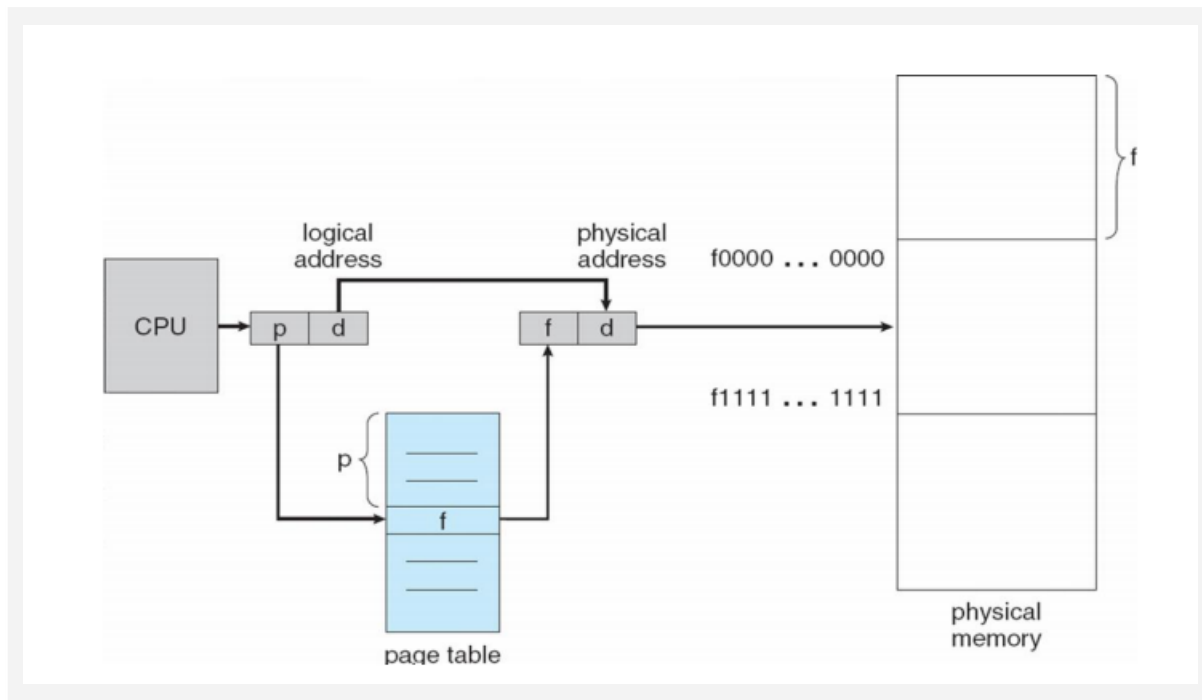 f
logical
address
physical
address
f0000 ... 0000
CPU
p
d
f
d
f1111 ... 1111
p
f
page table
physical
memory